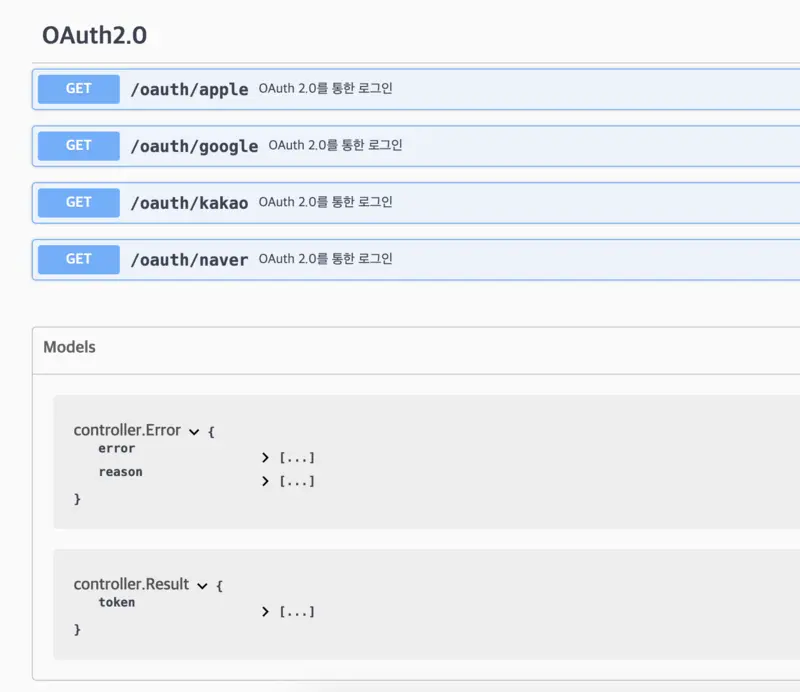 OAuth2.0
GET /oauth/apple OAuth 2.0를 통한 로그인
GET /oauth/google OAuth 2.0를 통한 로그인
GET /oauth/kakao OAuth 2.0를 통한 로그인
GET /oauth/naver OAuth 2.0를 통한 로그인
Models
controller.Error {
error [...]
reason [...]
}
controller.Result {
token [...]
}